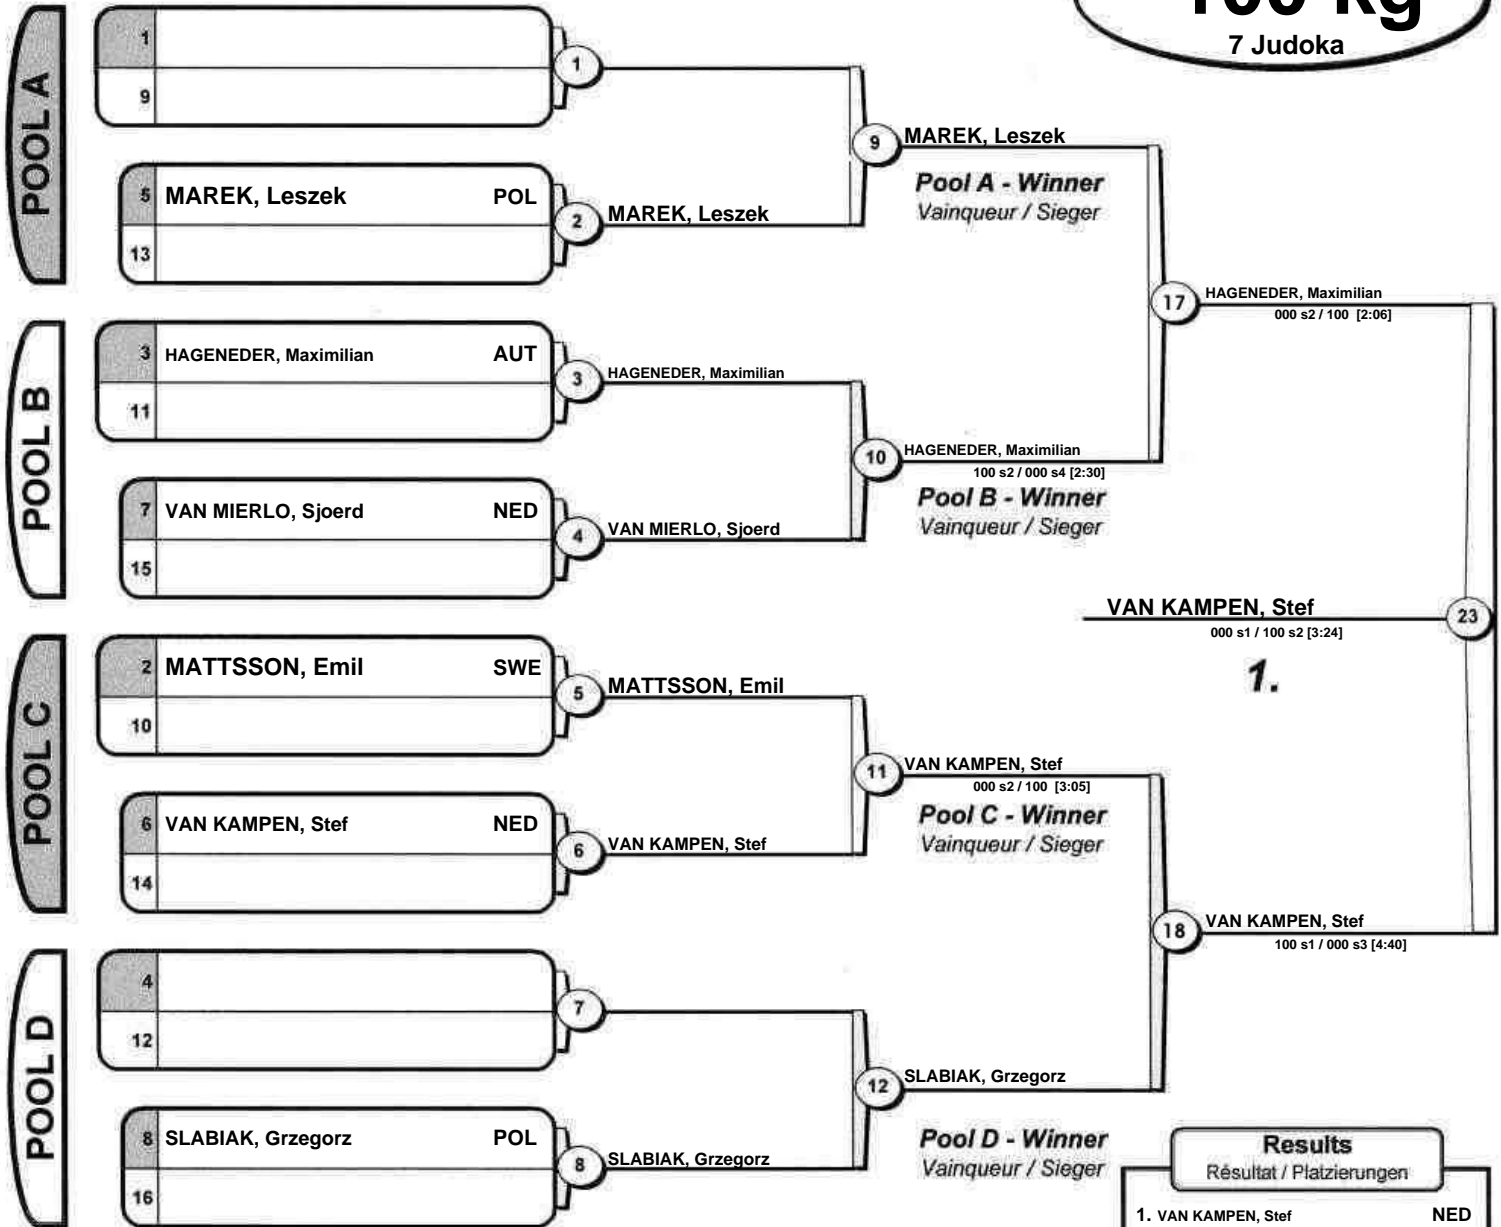 100 kg
7 Judoka
POOL A
1
9
1
5 MAREK, Leszek POL
13
2 MAREK, Leszek
9 MAREK, Leszek
Pool A - Winner
Vainqueur / Sieger
POOL B
3 HAGENEDER, Maximilian AUT
11
3 HAGENEDER, Maximilian
7 VAN MIERLO, Sjoerd NED
15
4 VAN MIERLO, Sjoerd
10 HAGENEDER, Maximilian
100 s2 / 000 s4 [2:30]
Pool B - Winner
Vainqueur / Sieger
17 HAGENEDER, Maximilian
000 s2 / 100 [2:06]
VAN KAMPEN, Stef 23
000 s1 / 100 s2 [3:24]
1.
POOL C
2 MATTSSON, Emil SWE
10
5 MATTSSON, Emil
6 VAN KAMPEN, Stef NED
14
6 VAN KAMPEN, Stef
11 VAN KAMPEN, Stef
000 s2 / 100 [3:05]
Pool C - Winner
Vainqueur / Sieger
18 VAN KAMPEN, Stef
100 s1 / 000 s3 [4:40]
POOL D
4
12
7
8 SLABIAK, Grzegorz POL
16
8 SLABIAK, Grzegorz
12 SLABIAK, Grzegorz
Pool D - Winner
Vainqueur / Sieger
Results
Résultat / Platzierungen
1. VAN KAMPEN, Stef NED